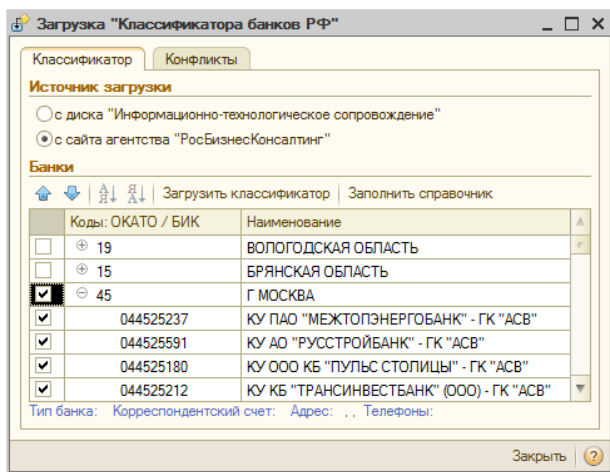 Загрузка "Классификатора банков РФ"
Классификатор Конфликты
Источник загрузки
с диска "Информационно-технологическое сопровождение"
с сайта агентства "РосБизнесКонсалтинг"
Банки
Загрузить классификатор Заполнить справочник
Коды: ОКАТО / БИК Наименование
19 ВОЛОГОДСКАЯ ОБЛАСТЬ
15 БРЯНСКАЯ ОБЛАСТЬ
45 Г МОСКВА
044525237 КУ ПАО "МЕЖТОПЭНЕРГОБАНК" - ГК "АСВ"
044525591 КУ АО "РУССТРОЙБАНК" - ГК "АСВ"
044525180 КУ ООО КБ "ПУЛЬС СТОЛИЦЫ" - ГК "АСВ"
044525212 КУ КБ "ТРАНСИНВЕСТБАНК" (ООО) - ГК "АСВ"
Тип банка: Корреспондентский счет: Адрес: , , Телефоны:
Закрыть ?